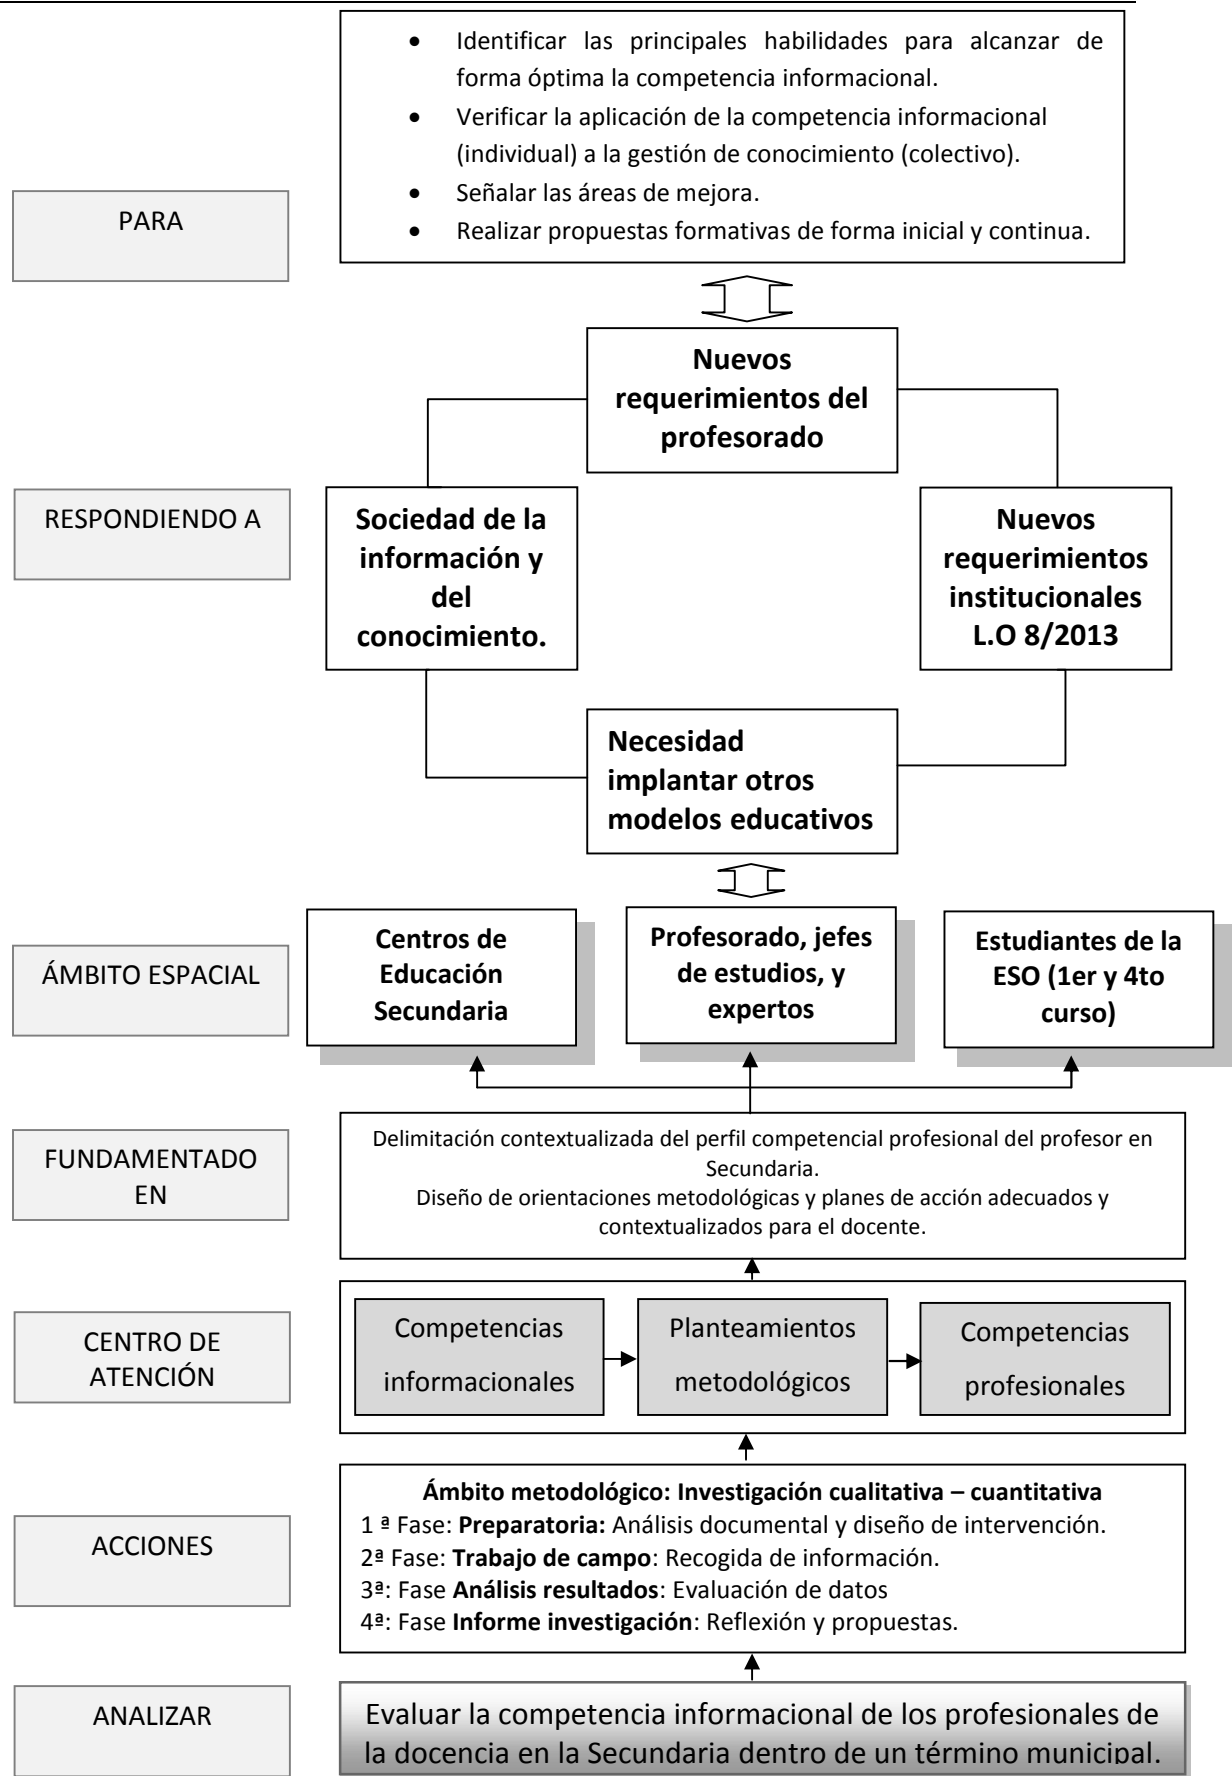 • Identificar las principales habilidades para alcanzar de
forma óptima la competencia informacional.
• Verificar la aplicación de la competencia informacional
(individual) a la gestión de conocimiento (colectivo).
• Señalar las áreas de mejora.
• Realizar propuestas formativas de forma inicial y continua.
PARA
Nuevos
requerimientos del
profesorado
RESPONDIENDO A
Sociedad de la
información y
del
conocimiento.
Nuevos
requerimientos
institucionales
L.O 8/2013
Necesidad
implantar otros
modelos educativos
ÁMBITO ESPACIAL
Centros de
Educación
Secundaria
Profesorado, jefes
de estudios, y
expertos
Estudiantes de la
ESO (1er y 4to
curso)
FUNDAMENTADO
EN
Delimitación contextualizada del perfil competencial profesional del profesor en
Secundaria.
Diseño de orientaciones metodológicas y planes de acción adecuados y
contextualizados para el docente.
CENTRO DE
ATENCIÓN
Competencias
informacionales
Planteamientos
metodológicos
Competencias
profesionales
ACCIONES
Ámbito metodológico: Investigación cualitativa – cuantitativa
1 ª Fase: Preparatoria: Análisis documental y diseño de intervención.
2ª Fase: Trabajo de campo: Recogida de información.
3ª: Fase Análisis resultados: Evaluación de datos
4ª: Fase Informe investigación: Reflexión y propuestas.
ANALIZAR
Evaluar la competencia informacional de los profesionales de
la docencia en la Secundaria dentro de un término municipal.